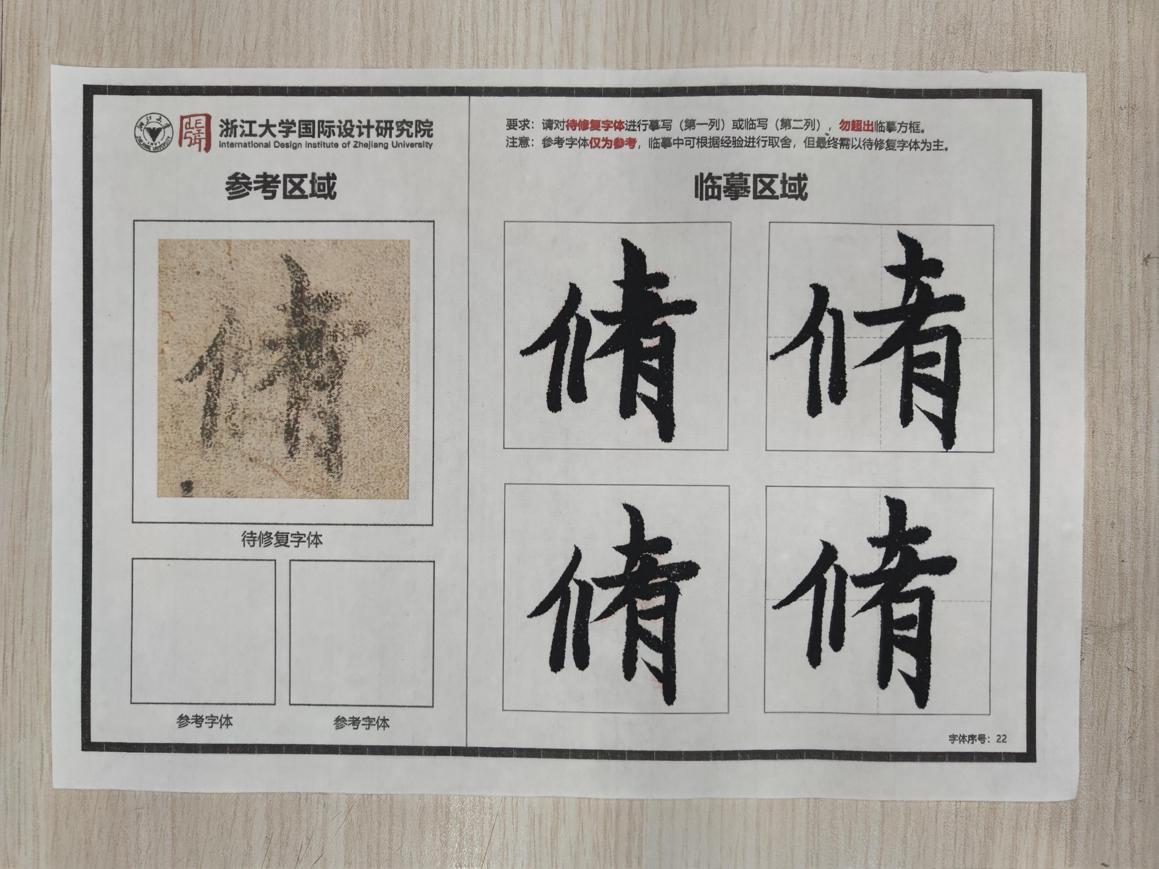 浙江大学国际设计研究院
International Design Institute of Zhejiang University
参考区域
待修复字体
参考字体
参考字体
要求：请对待修复字体进行摹写（第一列）或临写（第二列），勿超出临摹方框。
注意：参考字体仅为参考，临摹中可根据经验进行取舍，但最终需以待修复字体为主。
临摹区域
字体序号：22